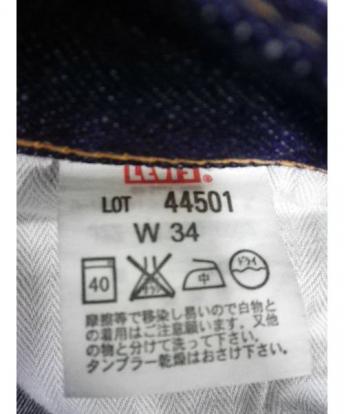 LEVI'S®
LOT 44501
W 34
40 エンソ 中 ドライ
摩擦等で移染し易いので白物と
の着用はご注意願います。又他
の物と分けて洗って下さい。
タンブラー乾燥はおさけ下さい。